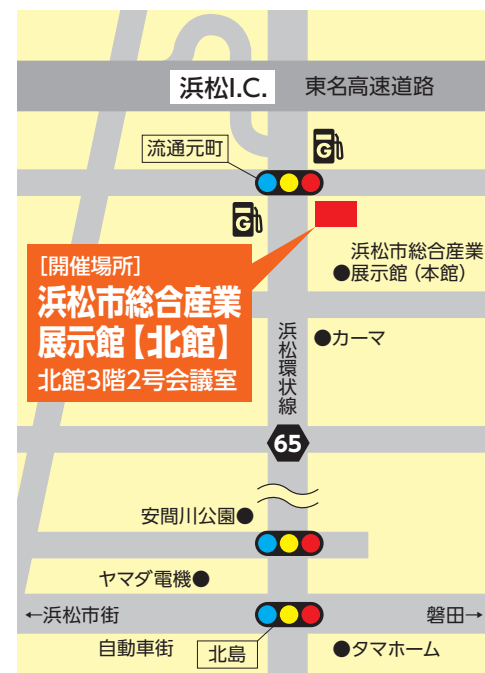 浜松I.C.
東名高速道路
流通元町
G
G
浜松市総合産業
●展示館（本館）
［開催場所］
浜松市総合産業
展示館【北館】
北館3階2号会議室
浜松環状線
●カーマ
65
安間川公園●
ヤマダ電機●
←浜松市街
磐田→
自動車街
北島
●タマホーム